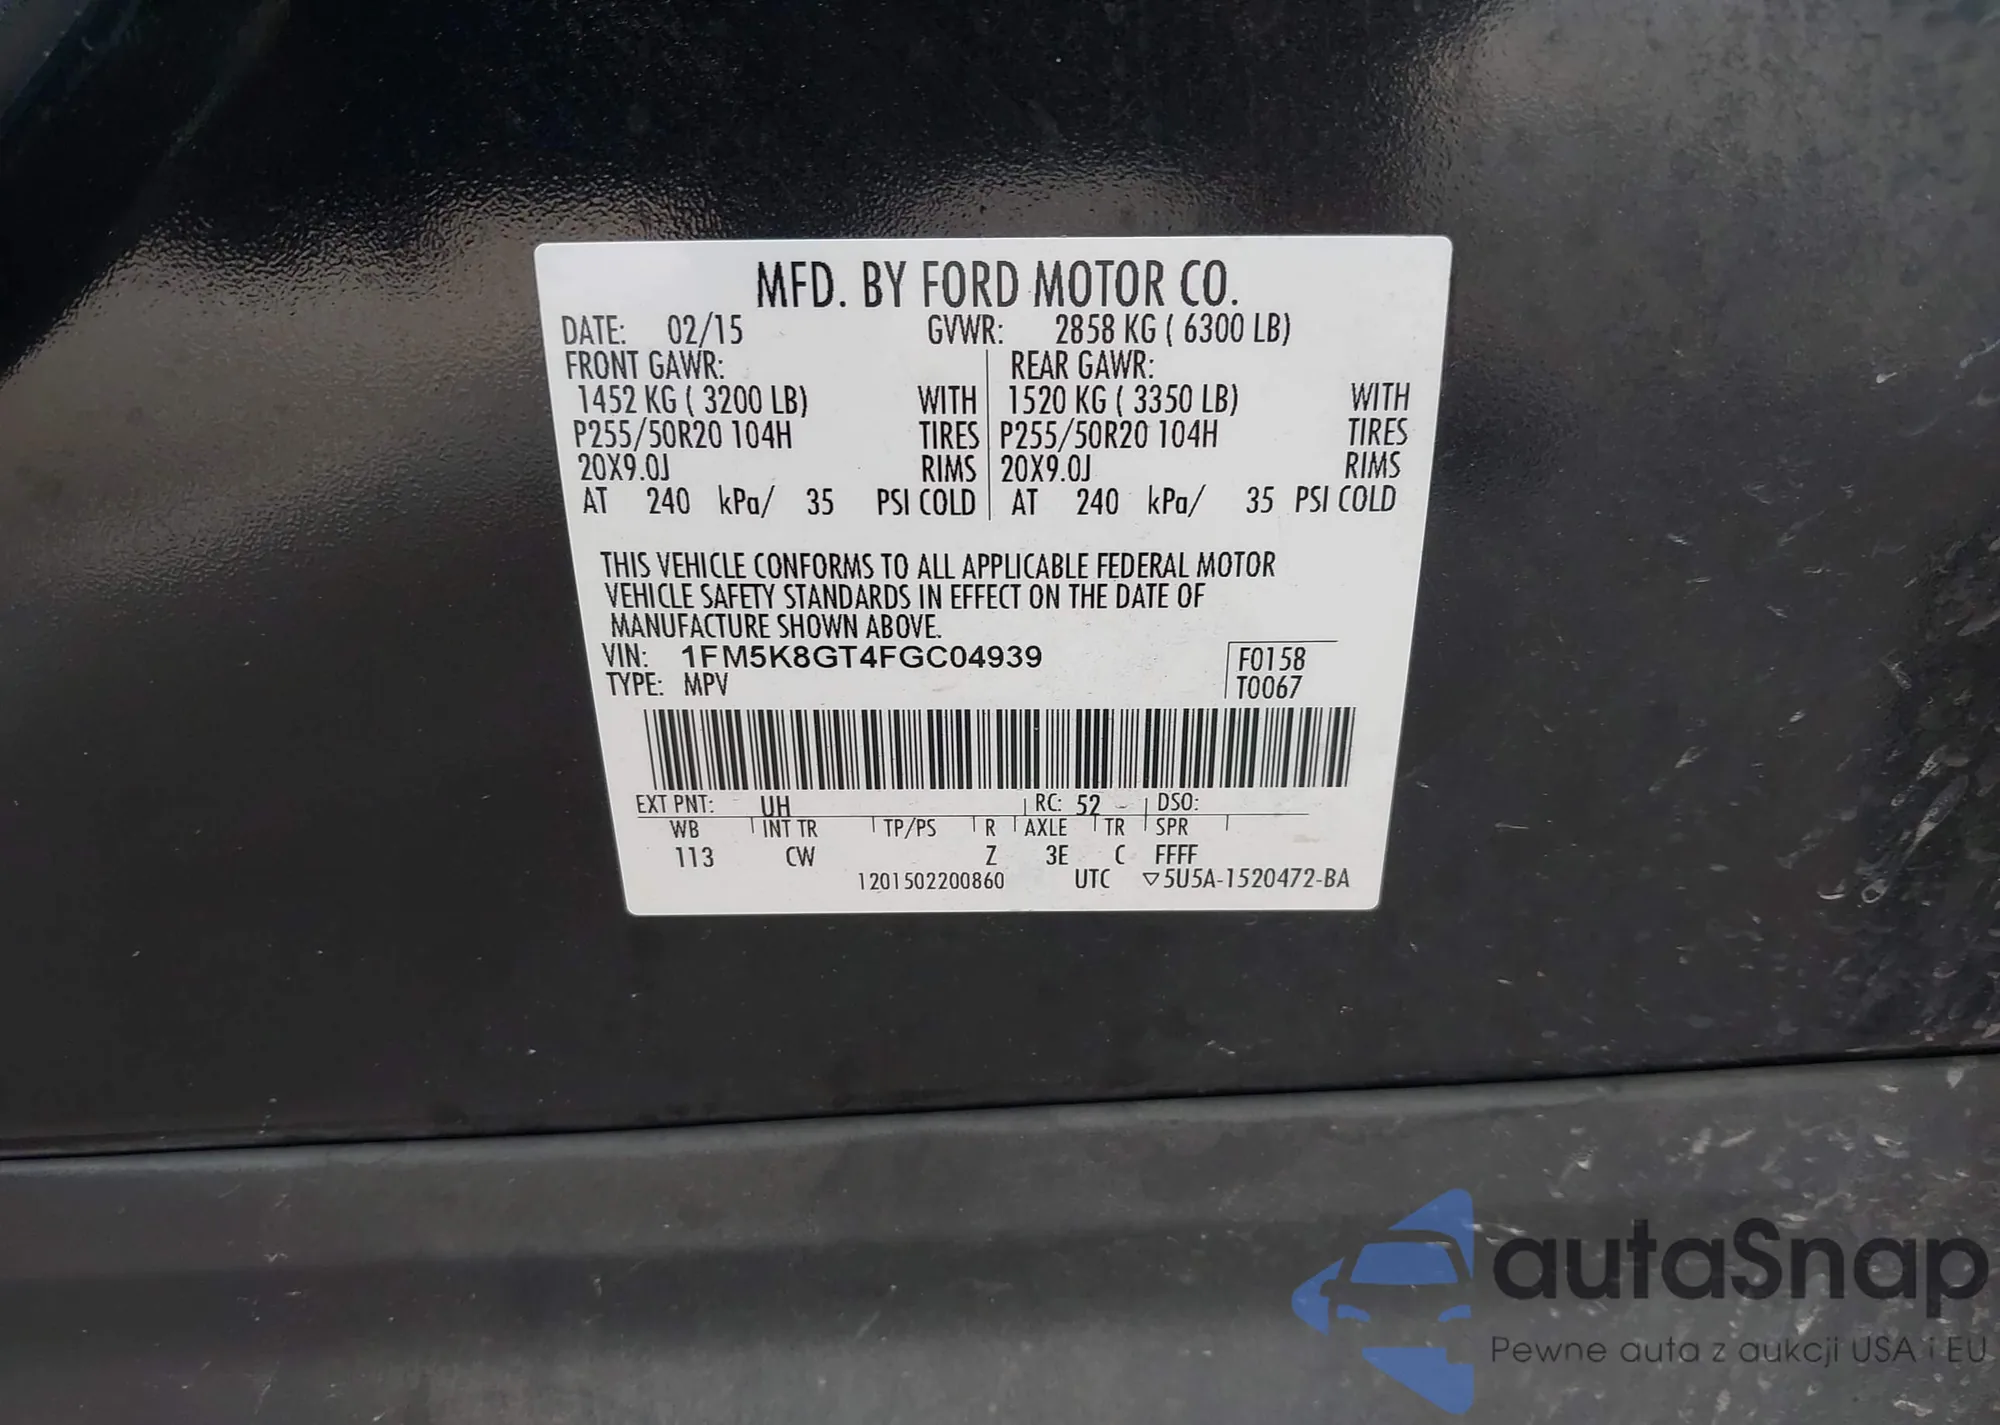 MFD. BY FORD MOTOR CO.
DATE: 02/15 GVWR: 2858 KG ( 6300 LB)
FRONT GAWR: REAR GAWR:
1452 KG ( 3200 LB) WITH 1520 KG ( 3350 LB) WITH
P255/50R20 104H TIRES P255/50R20 104H TIRES
20X9.0J RIMS 20X9.0J RIMS
AT 240 kPa/ 35 PSI COLD AT 240 kPa/ 35 PSI COLD
THIS VEHICLE CONFORMS TO ALL APPLICABLE FEDERAL MOTOR
VEHICLE SAFETY STANDARDS IN EFFECT ON THE DATE OF
MANUFACTURE SHOWN ABOVE.
VIN: 1FM5K8GT4FGC04939 F0158
TYPE: MPV T0067
EXT PNT: UH RC: 52 DSO:
WB INT TR TP/PS R AXLE TR SPR
113 CW Z 3E C FFFF
1201502200860 UTC ▽5U5A-1520472-BA
autaSnap
Pewne auta z aukcji USA i EU